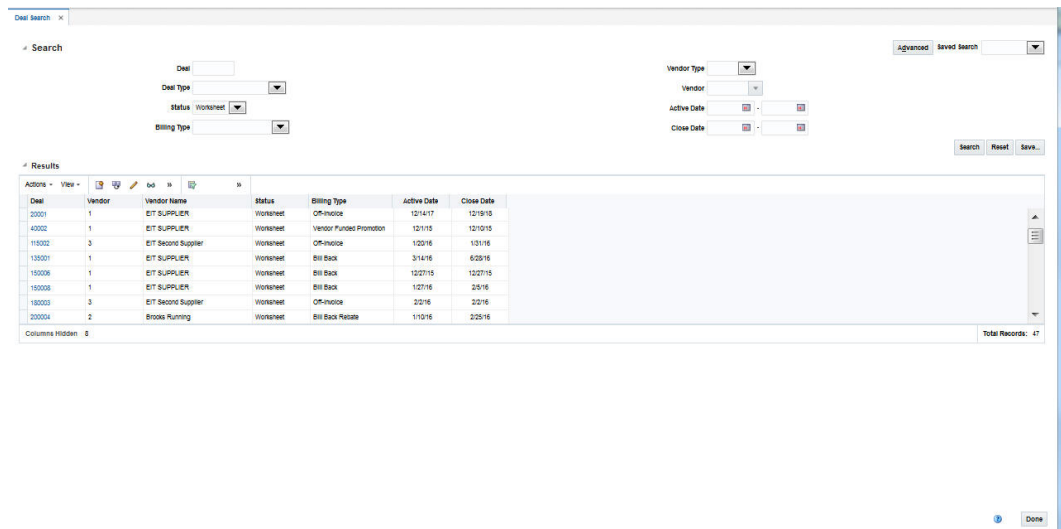 Deal Search ×
Search
Advanced Saved Search
Deal Vendor Type
Deal Type Vendor
Status Worksheet Active Date -
Billing Type Close Date -
Search Reset Save...
Results
Actions View » »
Deal Vendor Vendor Name Status Billing Type Active Date Close Date
20001 1 EIT SUPPLIER Worksheet Off-Invoice 12/14/17 12/19/18
40002 1 EIT SUPPLIER Worksheet Vendor Funded Promotion 12/1/15 12/10/15
115002 3 EIT Second Supplier Worksheet Off-Invoice 1/20/16 1/31/16
135001 1 EIT SUPPLIER Worksheet Bill Back 3/14/16 6/28/16
150006 1 EIT SUPPLIER Worksheet Bill Back 12/27/15 12/27/15
150008 1 EIT SUPPLIER Worksheet Bill Back 1/27/16 2/5/16
180003 3 EIT Second Supplier Worksheet Off-Invoice 2/2/16 2/2/16
200004 2 Brooks Running Worksheet Bill Back Rebate 1/10/16 2/25/16
Columns Hidden 8 Total Records: 47
Done